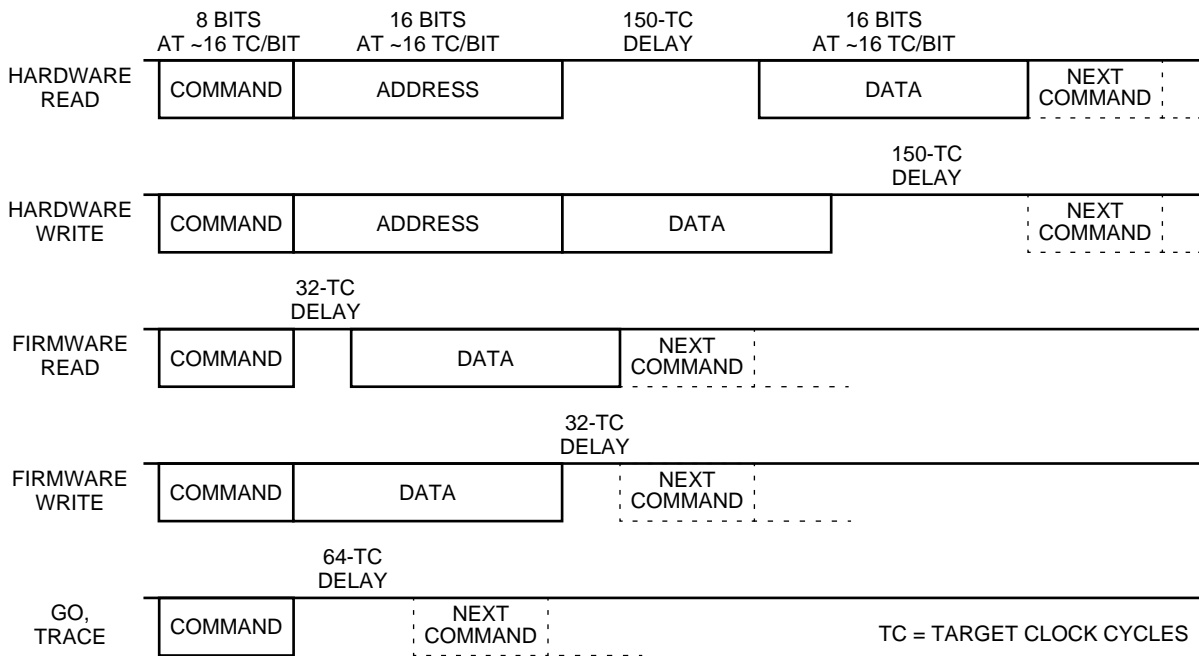 8 BITS
AT ~16 TC/BIT
16 BITS
AT ~16 TC/BIT
150-TC
DELAY
16 BITS
AT ~16 TC/BIT
HARDWARE
READ
COMMAND
ADDRESS
DATA
NEXT
COMMAND
150-TC
DELAY
HARDWARE
WRITE
COMMAND
ADDRESS
DATA
NEXT
COMMAND
32-TC
DELAY
FIRMWARE
READ
COMMAND
DATA
NEXT
COMMAND
32-TC
DELAY
FIRMWARE
WRITE
COMMAND
DATA
NEXT
COMMAND
64-TC
DELAY
GO,
TRACE
COMMAND
NEXT
COMMAND
TC = TARGET CLOCK CYCLES